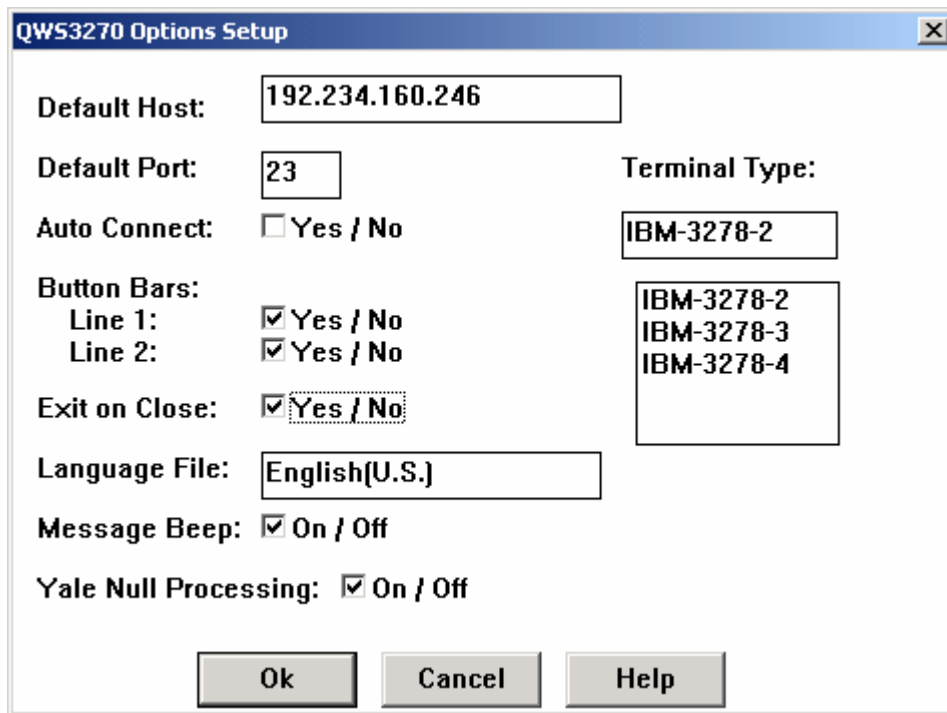 QWS3270 Options Setup
Default Host: 192.234.160.246
Default Port: 23
Terminal Type:
Auto Connect: Yes / No
IBM-3278-2
Button Bars:
Line 1: Yes / No
Line 2: Yes / No
IBM-3278-2
IBM-3278-3
IBM-3278-4
Exit on Close: Yes / No
Language File: English(U.S.)
Message Beep: On / Off
Yale Null Processing: On / Off
Ok Cancel Help